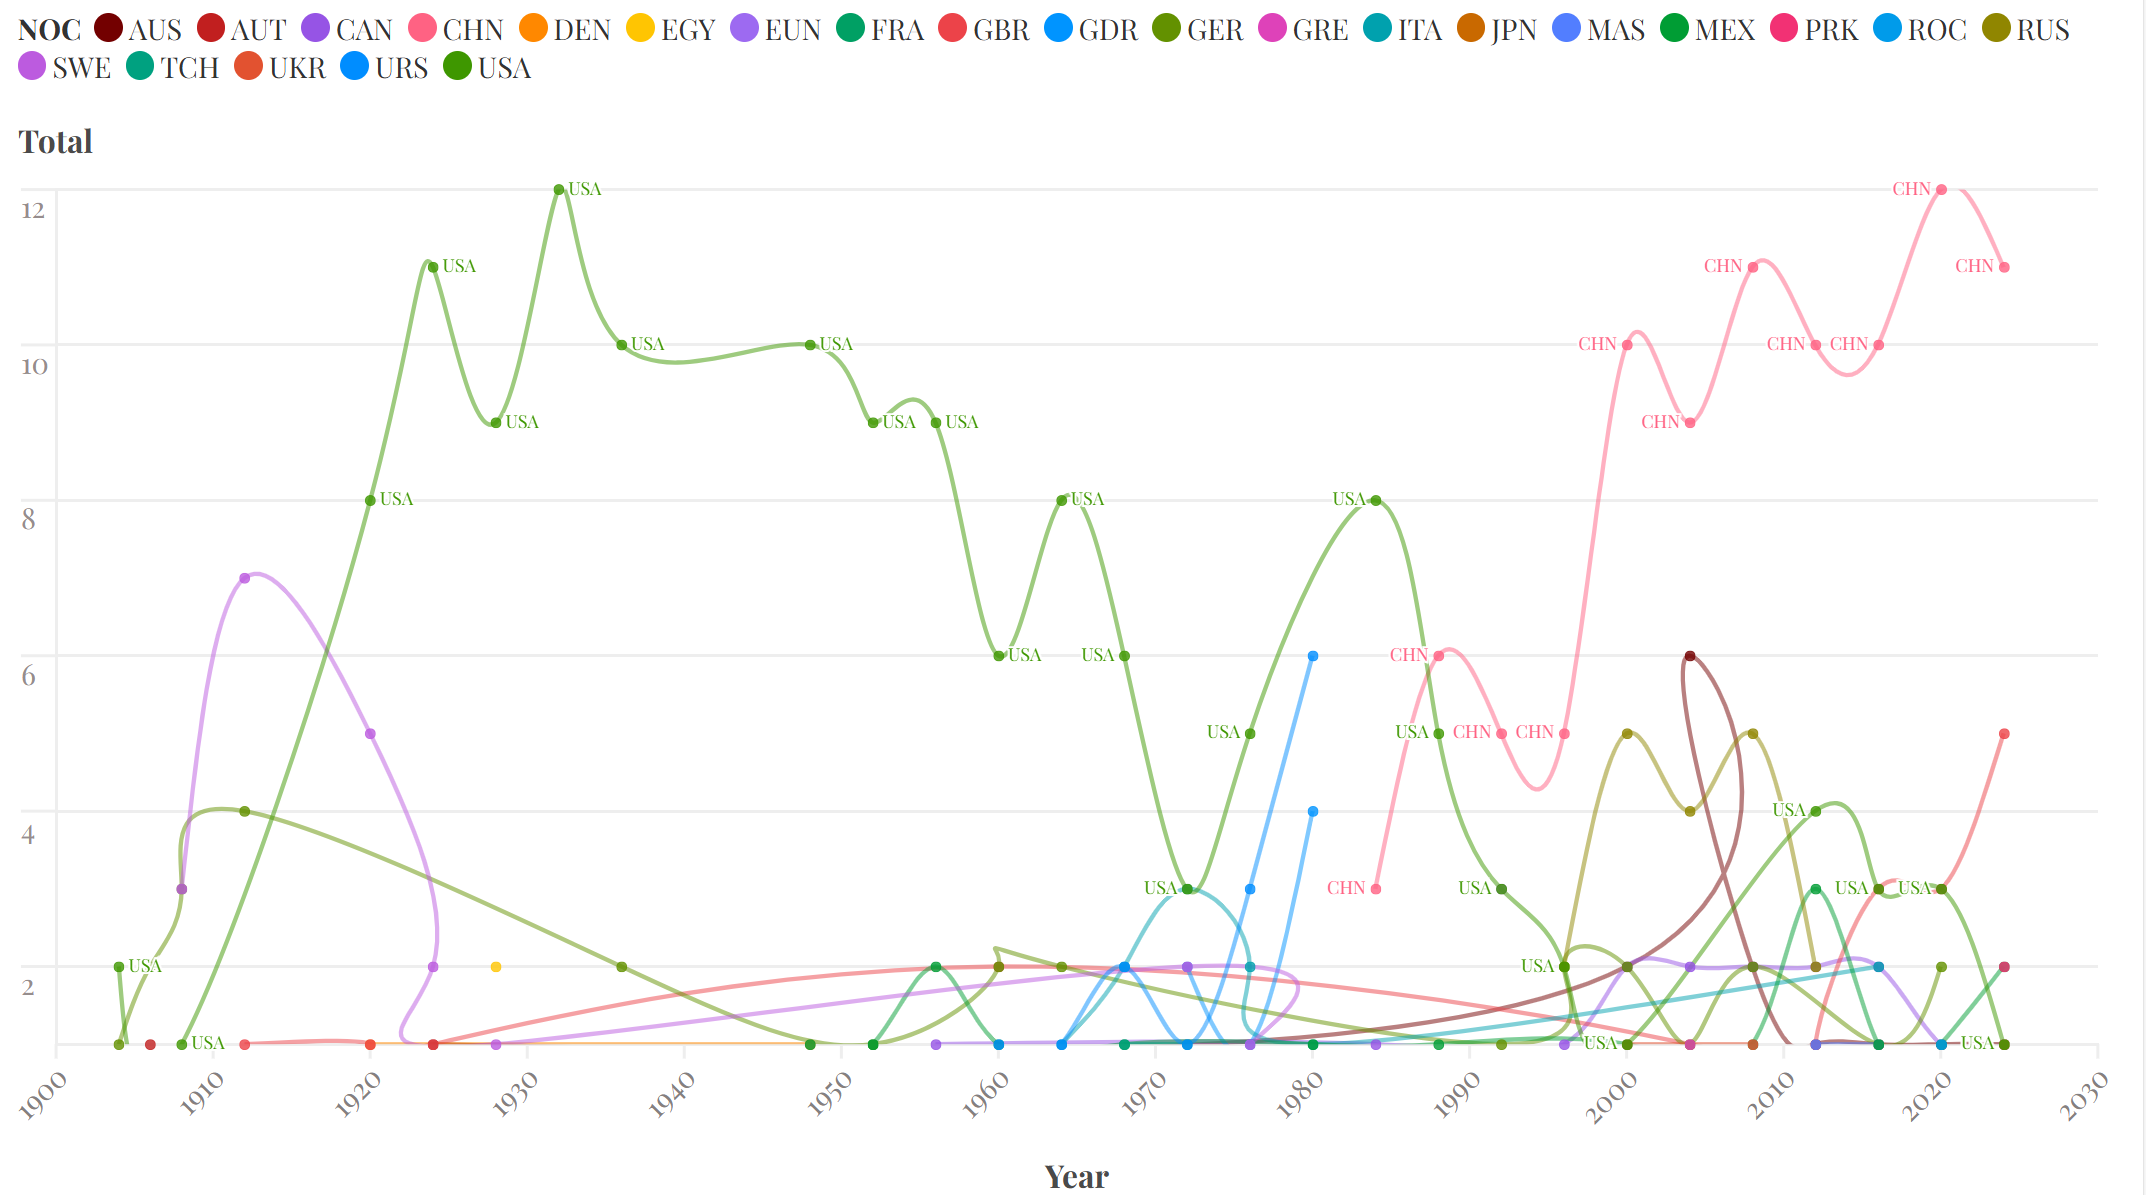 NOC AUS AUT CAN CHN DEN EGY EUN FRA GBR GDR GER GRE ITA JPN MAS MEX PRK ROC RUS
SWE TCH UKR URS USA
Total
USA CHN
12
USA CHN CHN
USA USA CHN CHN CHN
10
USA USA USA CHN
USA USA USA
8
USA USA CHN
6
USA USA CHN CHN
USA
4
USA CHN USA USA USA
USA USA
2
USA USA USA
1900 1910 1920 1930 1940 1950 1960 1970 1980 1990 2000 2010 2020 2030
Year